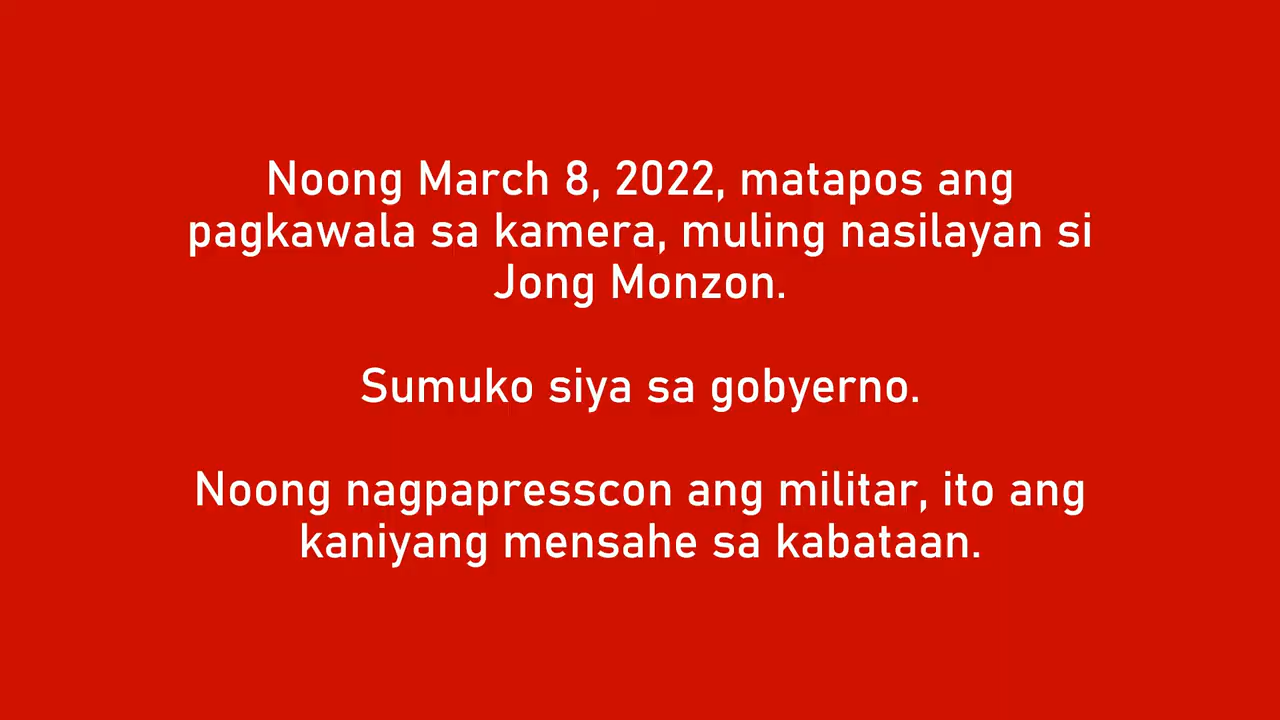 Noong March 8, 2022, matapos ang
pagkawala sa kamera, muling nasilayan si
Jong Monzon.
Sumuko siya sa gobyerno.
Noong nagpapresscon ang militar, ito ang
kaniyang mensahe sa kabataan.